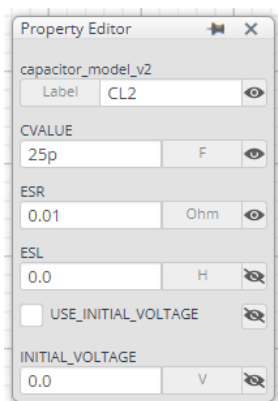 Property Editor
capacitor_model_v2
Label CL2
CVALUE
25p F
ESR
0.01 Ohm
ESL
0.0 H
USE_INITIAL_VOLTAGE
INITIAL_VOLTAGE
0.0 V